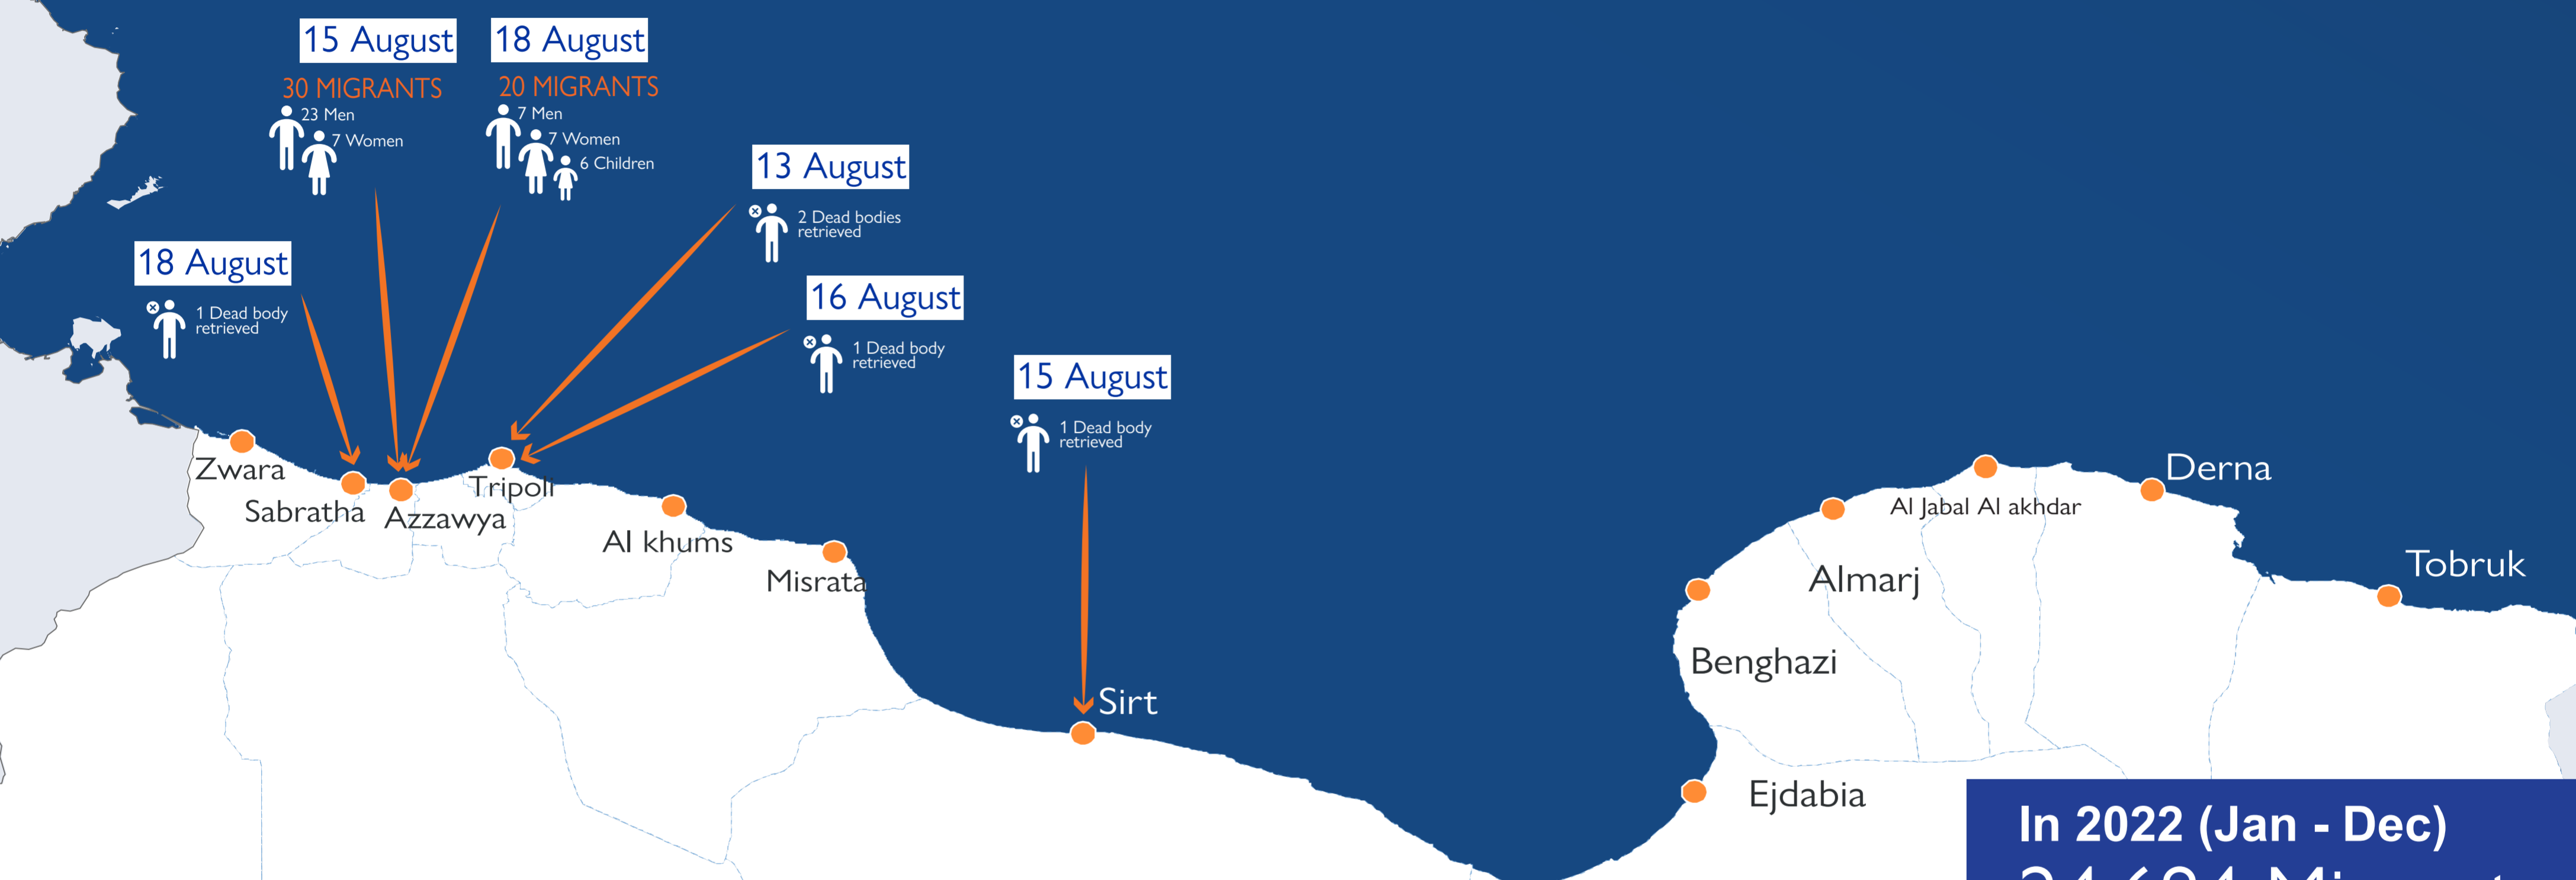 15 August
30 MIGRANTS
23 Men
7 Women
18 August
20 MIGRANTS
7 Men
7 Women
6 Children
13 August
2 Dead bodies
retrieved
18 August
1 Dead body
retrieved
16 August
1 Dead body
retrieved
15 August
1 Dead body
retrieved
Zwara
Sabratha
Azzawya
Tripoli
Al khums
Misrata
Sirt
Benghazi
Almarj
Al Jabal Al akhdar
Derna
Tobruk
Ejdabia
In 2022 (Jan - Dec)